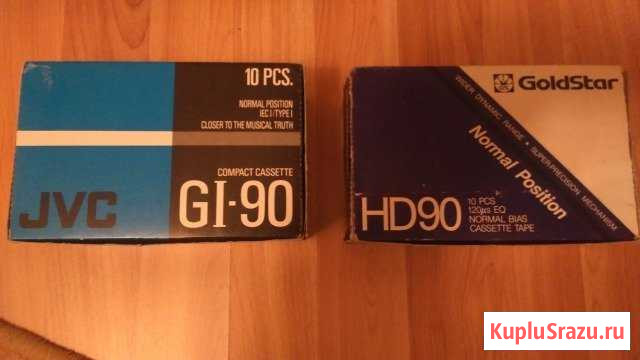 10 PCS.
NORMAL POSITION
IEC I/TYPE I
CLOSER TO THE MUSICAL TRUTH
COMPACT CASSETTE
JVC
GI-90
GoldStar
WIDER DYNAMIC RANGE • SUPER-PRECISION MECHANISM
Normal Position
HD90
10 PCS
120μs EQ
NORMAL BIAS
CASSETTE TAPE
KupluSrazu.ru